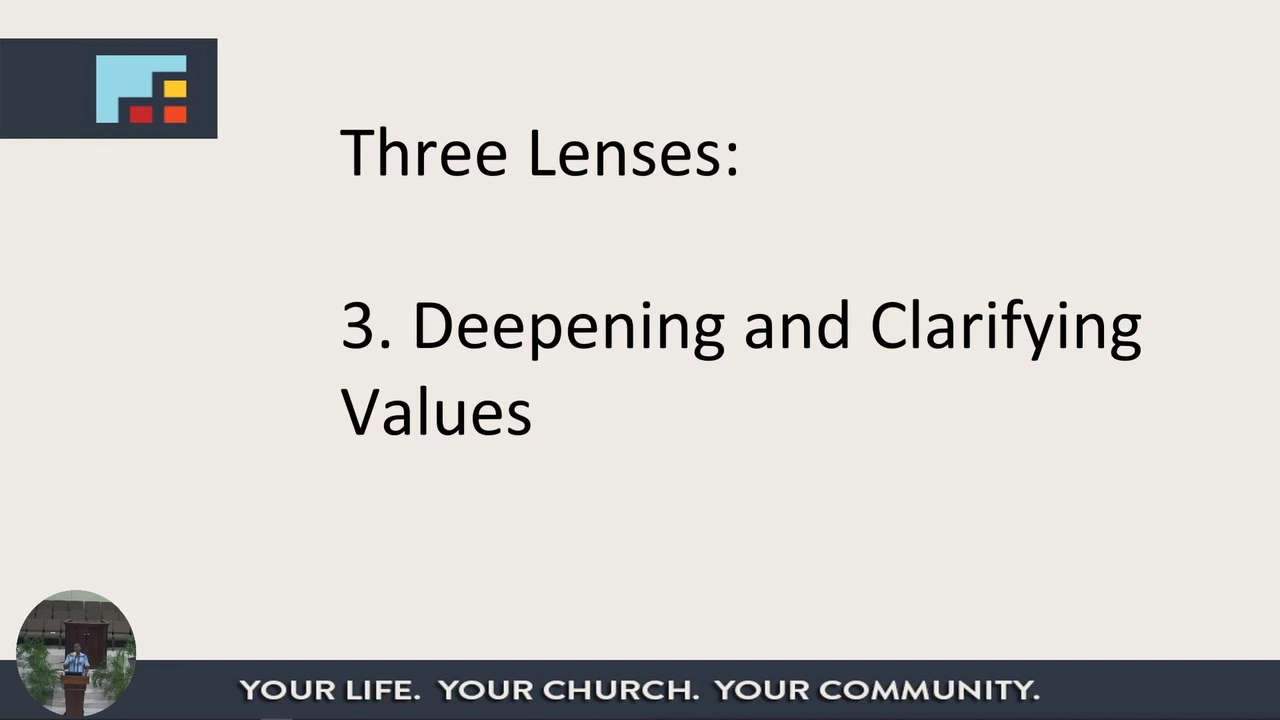 Three Lenses:
3. Deepening and Clarifying
Values
YOUR LIFE. YOUR CHURCH. YOUR COMMUNITY.